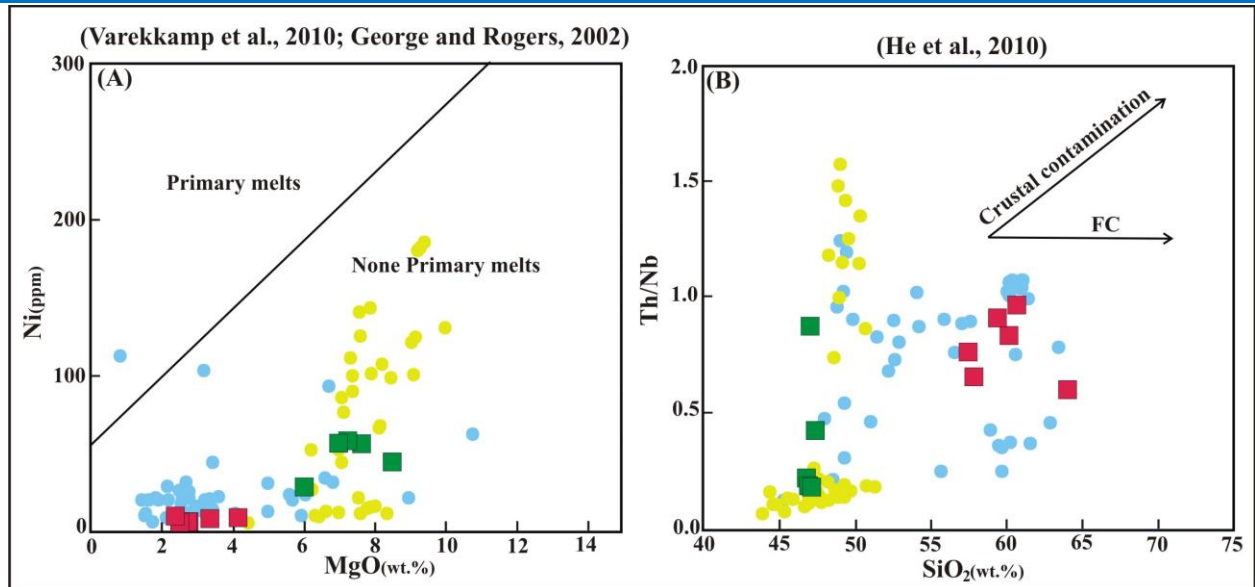 (Varekkamp et al., 2010; George and Rogers, 2002)
(He et al., 2010)
(A)
300
200
100
0
Ni(ppm)
Primary melts
None Primary melts
0 2 4 6 8 10 12 14
MgO(wt.%)
(B)
2.0
1.5
1.0
0.5
0.0
Th/Nb
Crustal contamination
FC
40 45 50 55 60 65 70 75
SiO₂(wt.%)